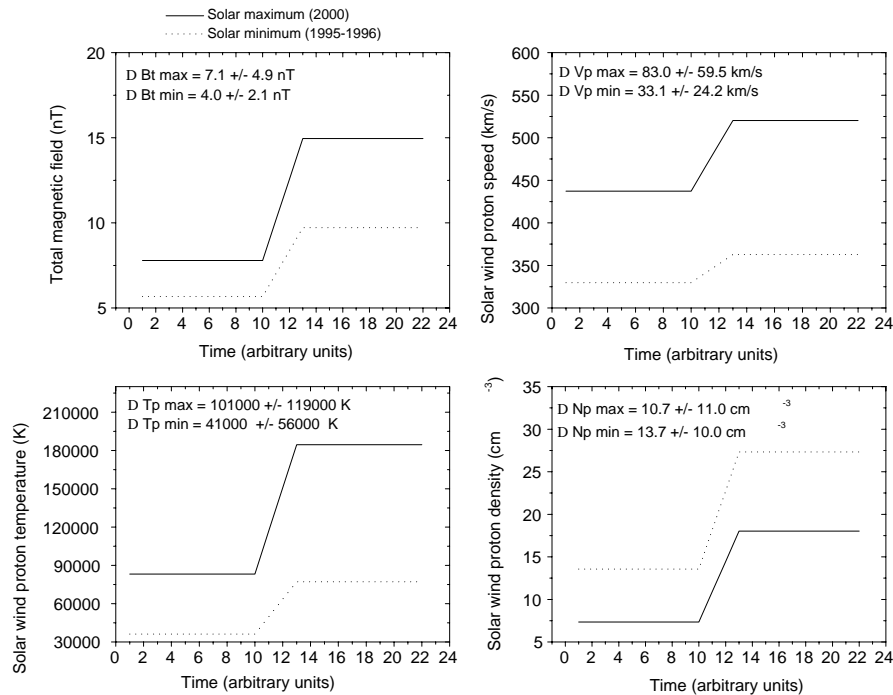 Solar maximum (2000)
Solar minimum (1995-1996)
20
15
10
5
Total magnetic field (nT)
D Bt max = 7.1 +/- 4.9 nT
D Bt min = 4.0 +/- 2.1 nT
0 2 4 6 8 10 12 14 16 18 20 22 24
Time (arbitrary units)
600
550
500
450
400
350
300
Solar wind proton speed (km/s)
D Vp max = 83.0 +/- 59.5 km/s
D Vp min = 33.1 +/- 24.2 km/s
0 2 4 6 8 10 12 14 16 18 20 22 24
Time (arbitrary units)
210000
180000
150000
120000
90000
60000
30000
Solar wind proton temperature (K)
D Tp max = 101000 +/- 119000 K
D Tp min = 41000 +/- 56000 K
0 2 4 6 8 10 12 14 16 18 20 22 24
Time (arbitrary units)
35
30
25
20
15
10
5
Solar wind proton density (cm -3)
D Np max = 10.7 +/- 11.0 cm -3
D Np min = 13.7 +/- 10.0 cm -3
0 2 4 6 8 10 12 14 16 18 20 22 24
Time (arbitrary units)